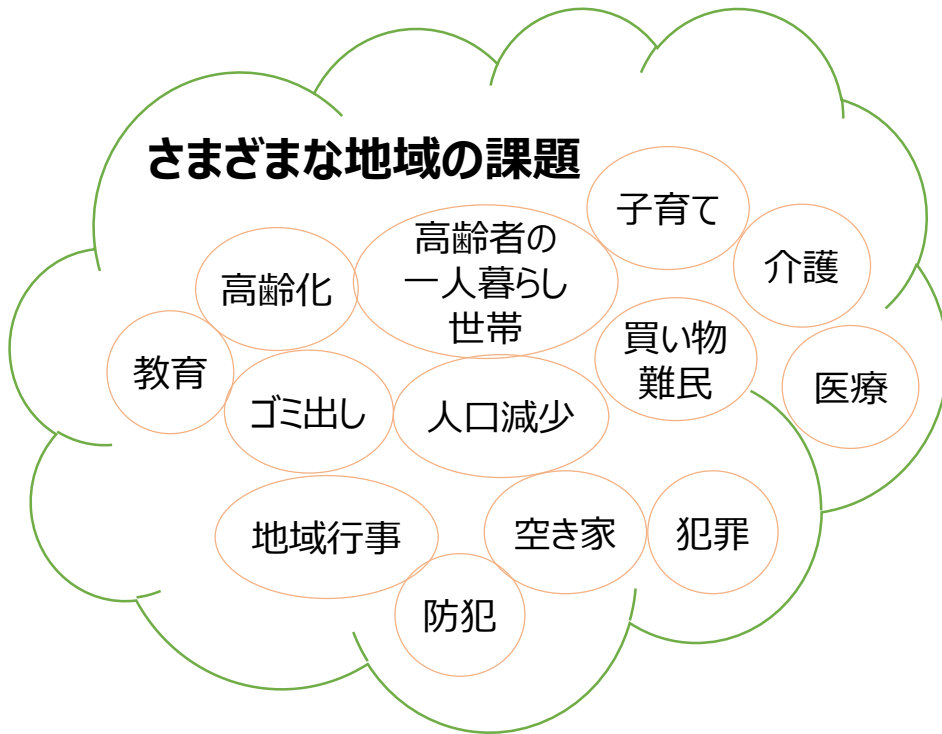 さまざまな地域の課題
子育て
高齢者の
一人暮らし
世帯
介護
高齢化
買い物
難民
教育
医療
ゴミ出し
人口減少
地域行事
空き家
犯罪
防犯